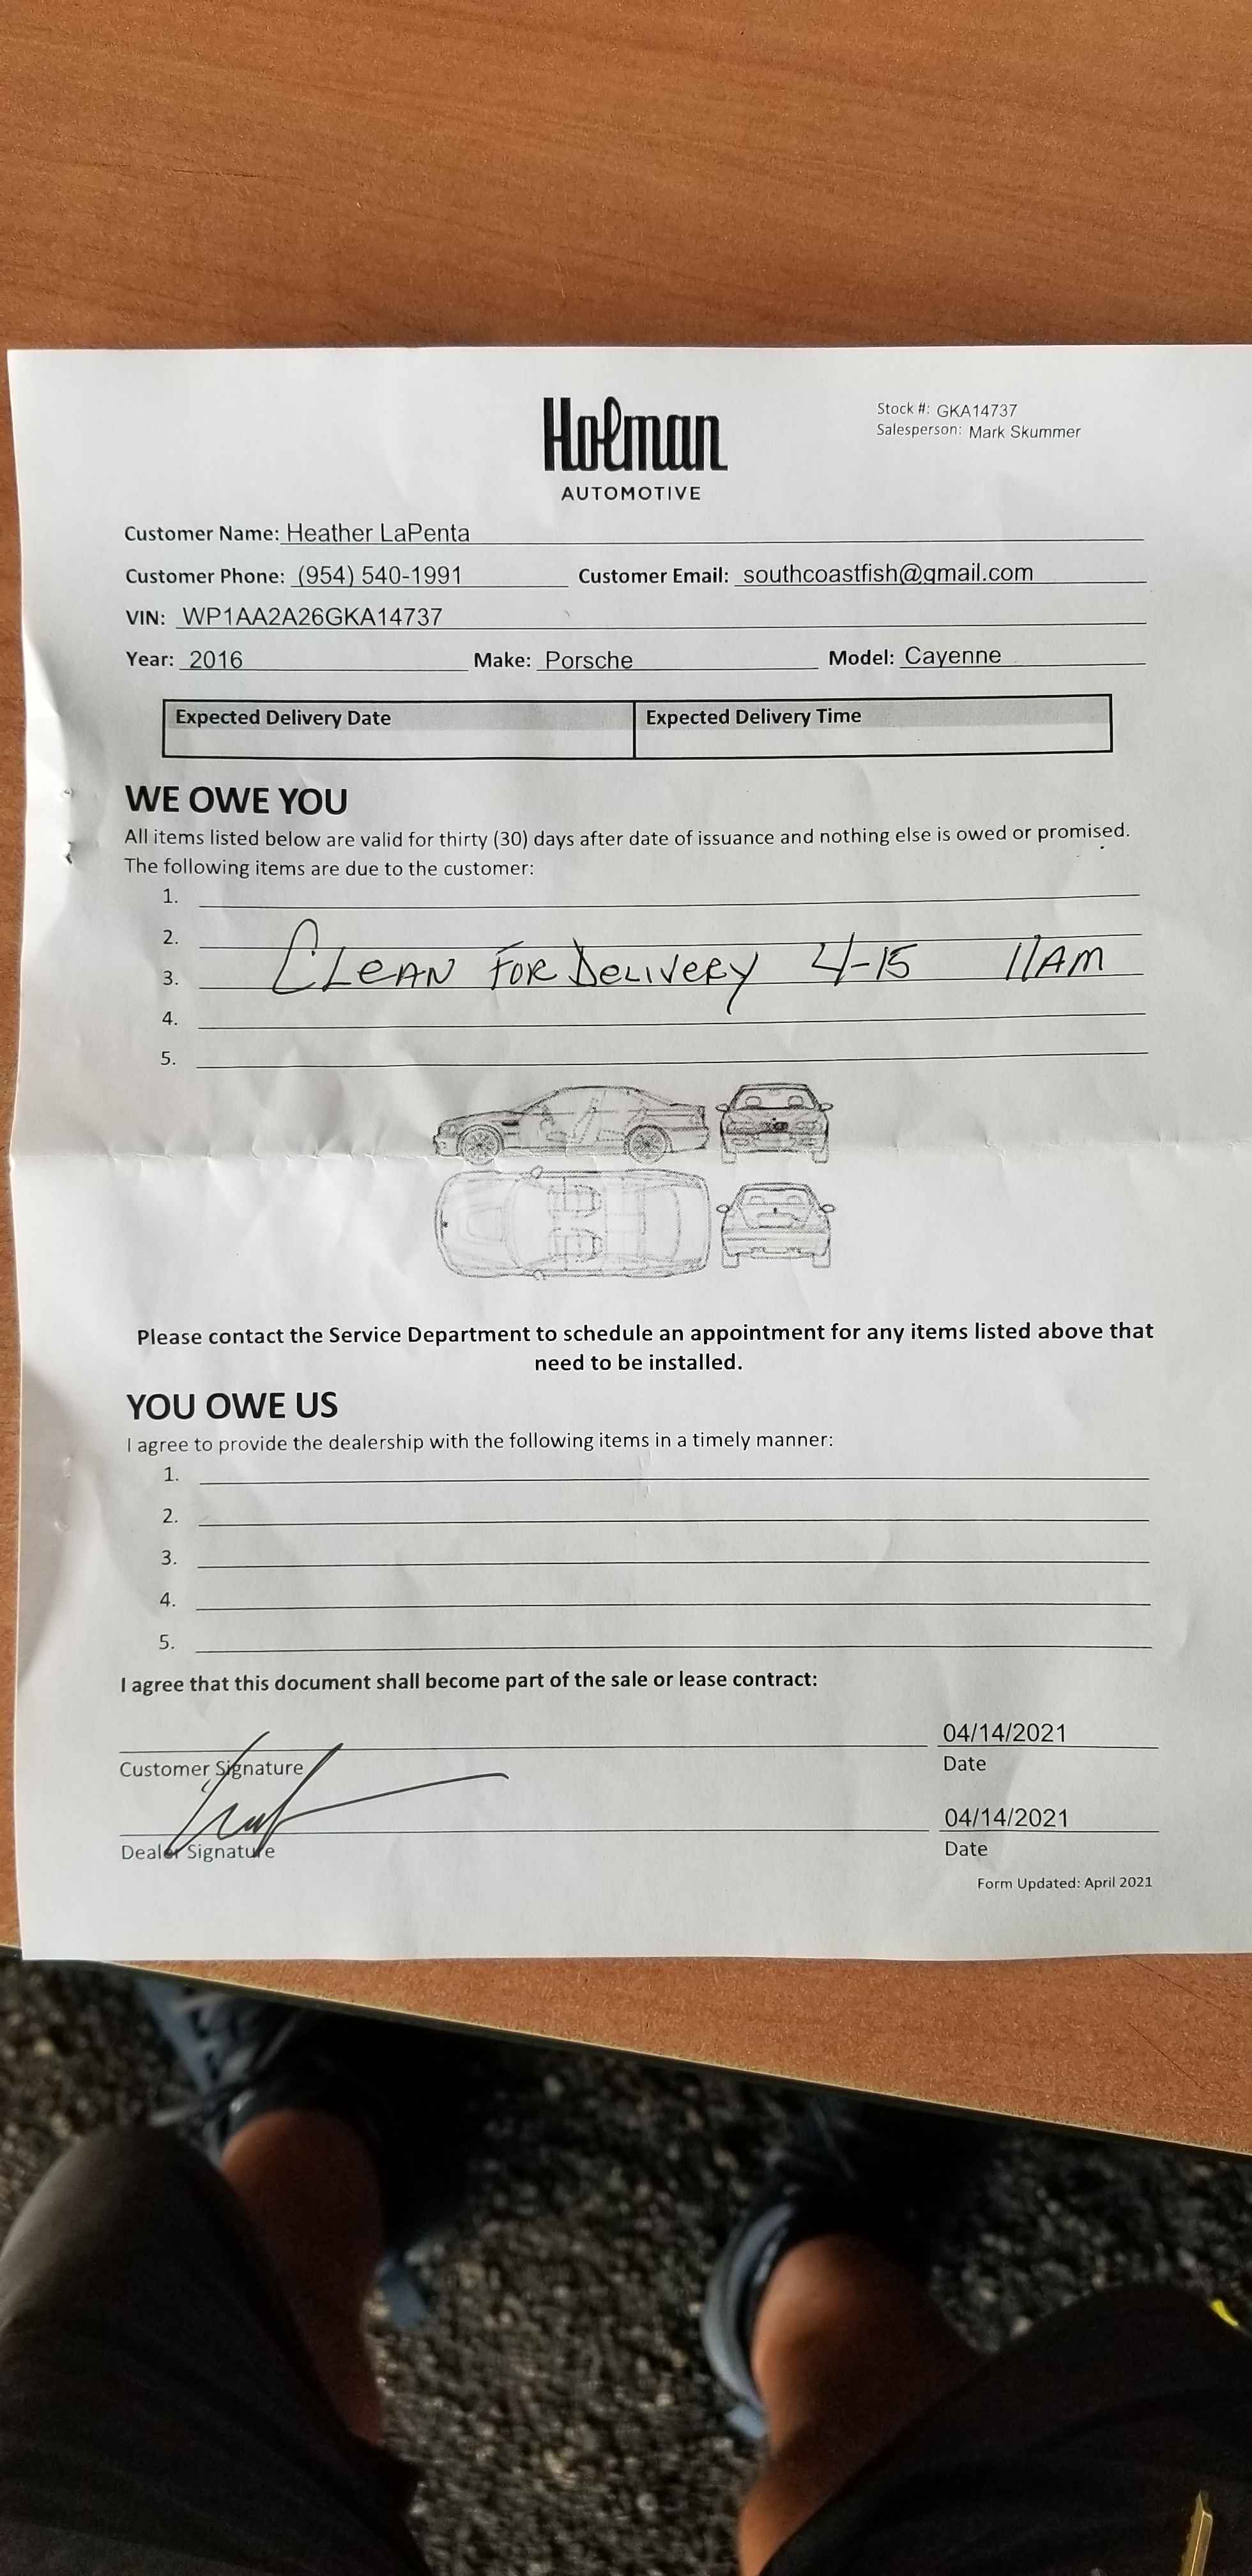 Holman
AUTOMOTIVE
Stock #: GKA14737
Salesperson: Mark Skummer
Customer Name: Heather LaPenta
Customer Phone: (954) 540-1991 Customer Email: southcoastfish@gmail.com
VIN: WP1AA2A26GKA14737
Year: 2016 Make: Porsche Model: Cayenne
Expected Delivery Date Expected Delivery Time
WE OWE YOU
All items listed below are valid for thirty (30) days after date of issuance and nothing else is owed or promised.
The following items are due to the customer:
1.
2.
3. CLEAN FOR DELIVERY 4-15 11AM
4.
5.
Please contact the Service Department to schedule an appointment for any items listed above that
need to be installed.
YOU OWE US
I agree to provide the dealership with the following items in a timely manner:
1.
2.
3.
4.
5.
I agree that this document shall become part of the sale or lease contract:
04/14/2021
Customer Signature Date
04/14/2021
Dealer Signature Date
Form Updated: April 2021